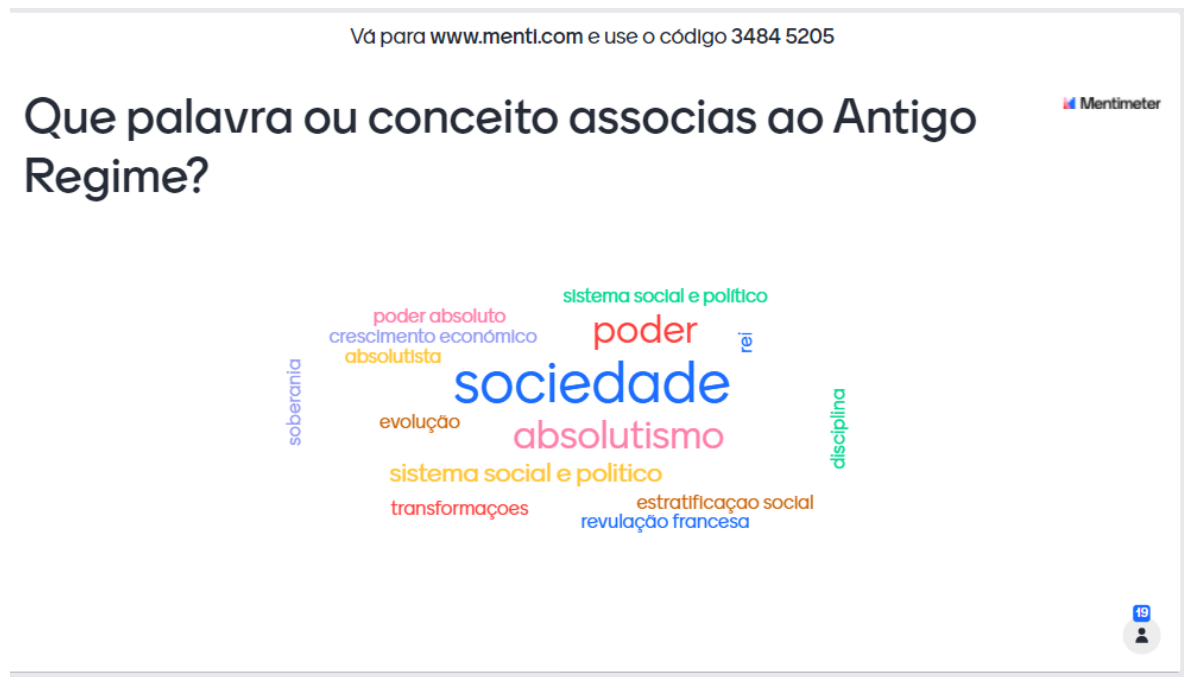 Vá para www.menti.com e use o código 3484 5205
Mentimeter
Que palavra ou conceito associas ao Antigo
Regime?
sistema social e político
poder absoluto
poder
crescimento económico
rei
absolutista
sociedade
soberania
evolução
disciplina
absolutismo
sistema social e politico
transformaçoes
estratificaçao social
revulação francesa
19